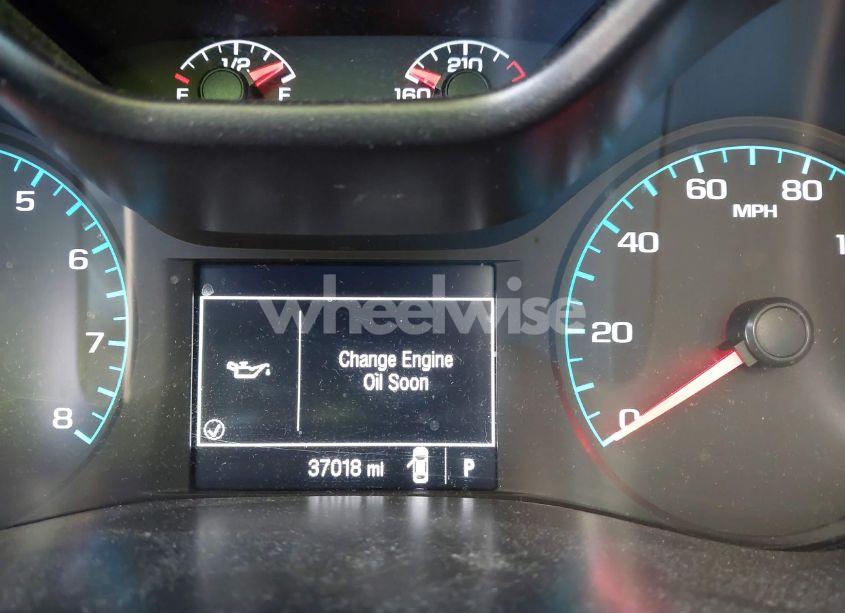 1/2
F
210
160
5
6
7
8
60
80
MPH
40
20
0
wheelwise
Change Engine
Oil Soon
37018 mi
P